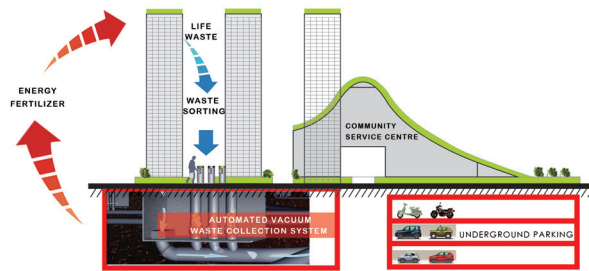 LIFE
WASTE
ENERGY
FERTILIZER
WASTE
SORTING
COMMUNITY
SERVICE CENTRE
AUTOMATED VACUUM
WASTE COLLECTION SYSTEM
UNDERGROUND PARKING